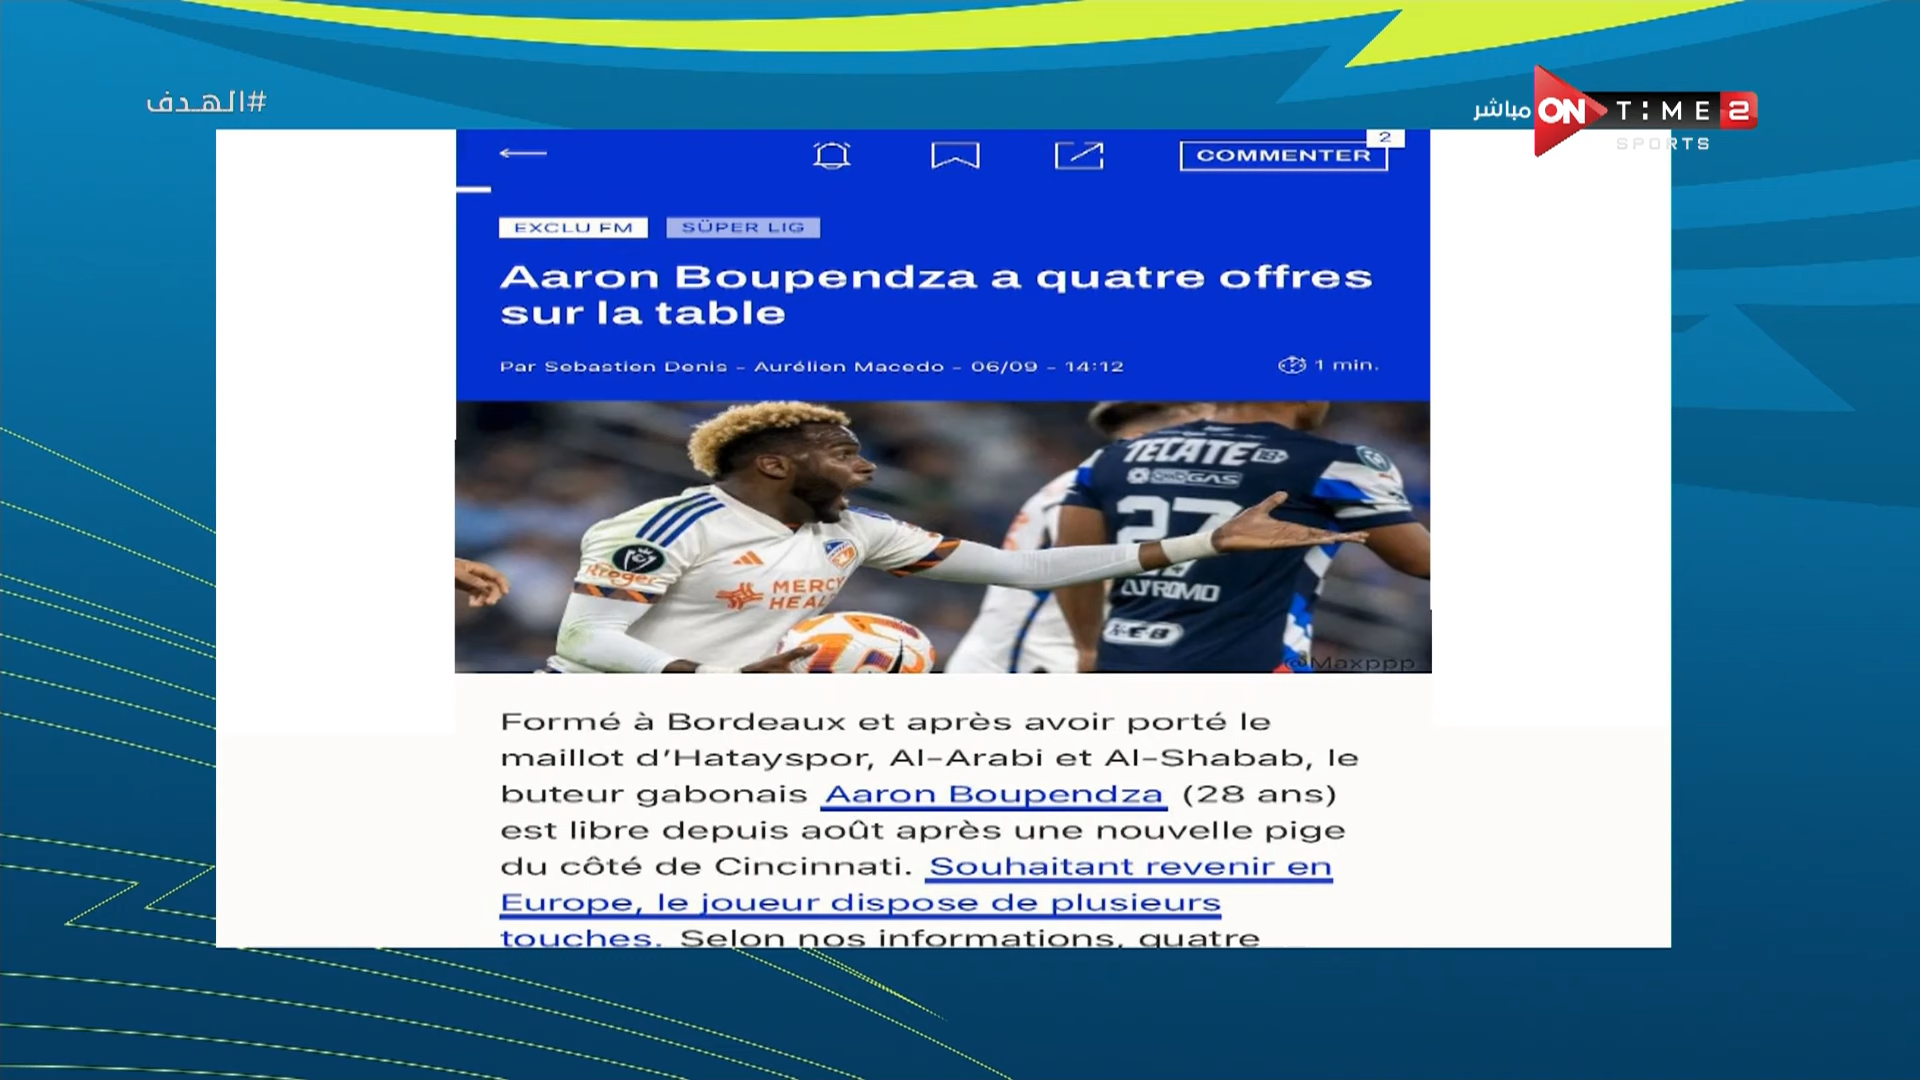 #الهدف
مباشر ON TIME 2
SPORTS
2
COMMENTER
EXCLU FM SÜPER LIG
Aaron Boupendza a quatre offres
sur la table
Par Sebastien Denis - Aurélien Macedo - 06/09 - 14:12
1 min.
TECATE
27
Kroger
MERCY
HEAL
@Maxppp
Formé à Bordeaux et après avoir porté le
maillot d’Hatayspor, Al-Arabi et Al-Shabab, le
buteur gabonais Aaron Boupendza (28 ans)
est libre depuis août après une nouvelle pige
du côté de Cincinnati. Souhaitant revenir en
Europe, le joueur dispose de plusieurs
touches. Selon nos informations, quatre